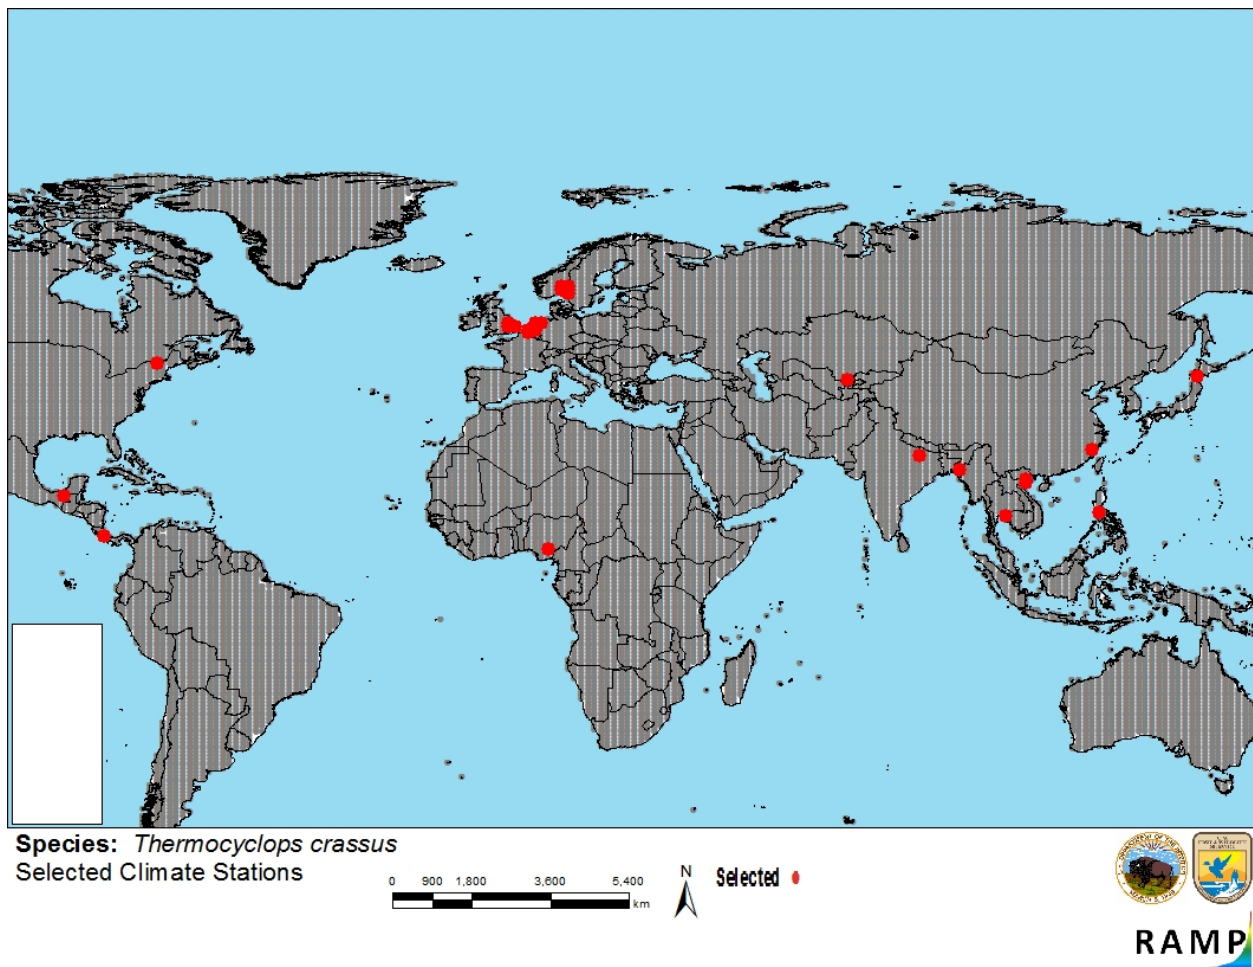 Species: Thermocyclops crassus
Selected Climate Stations
0 900 1,800 3,600 5,400
km
N
Selected
RAMP